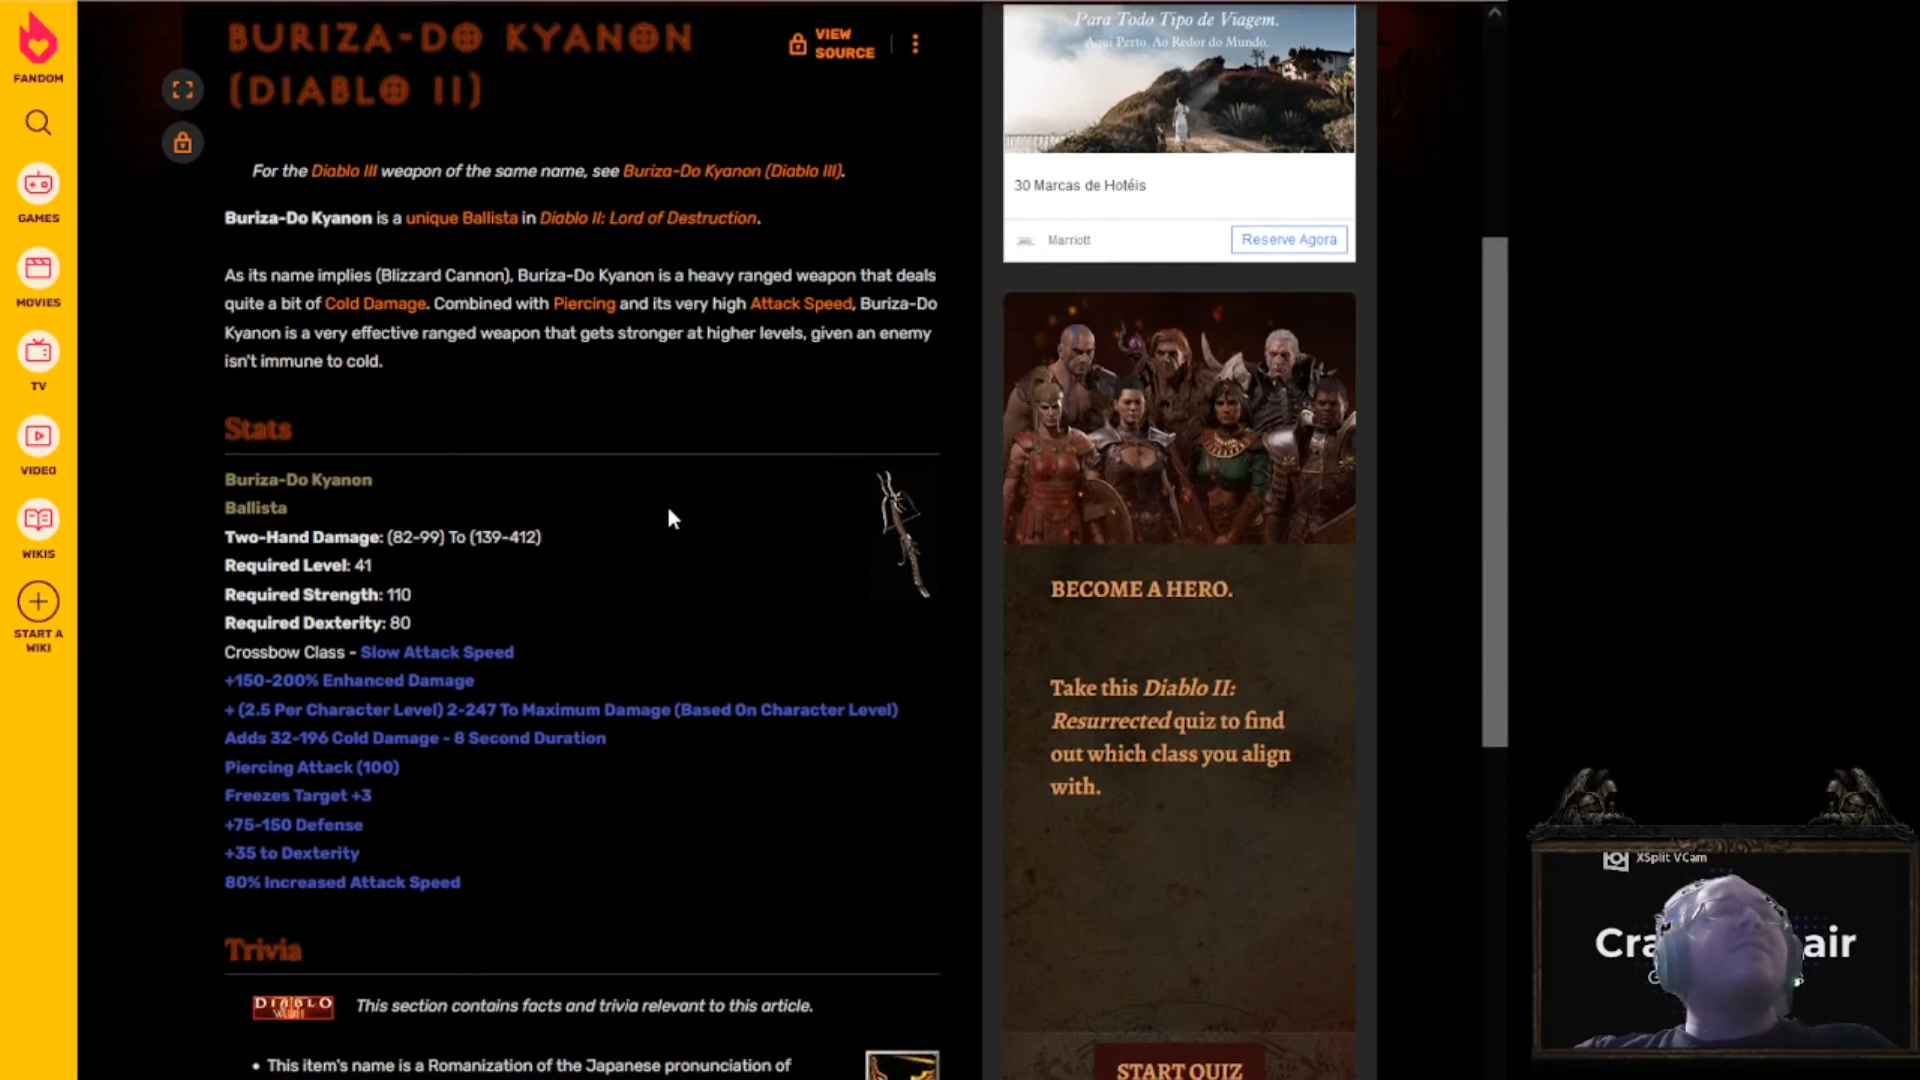 FANDOM
GAMES
MOVIES
TV
VIDEO
WIKIS
START A
WIKI
BURIZA-DO KYANON
(DIABLO II)
VIEW
SOURCE
For the Diablo III weapon of the same name, see Buriza-Do Kyanon (Diablo III).
Buriza-Do Kyanon is a unique Ballista in Diablo II: Lord of Destruction.
As its name implies (Blizzard Cannon), Buriza-Do Kyanon is a heavy ranged weapon that deals
quite a bit of Cold Damage. Combined with Piercing and its very high Attack Speed, Buriza-Do
Kyanon is a very effective ranged weapon that gets stronger at higher levels, given an enemy
isn't immune to cold.
Stats
Buriza-Do Kyanon
Ballista
Two-Hand Damage: (82-99) To (139-412)
Required Level: 41
Required Strength: 110
Required Dexterity: 80
Crossbow Class - Slow Attack Speed
+150-200% Enhanced Damage
+ (2.5 Per Character Level) 2-247 To Maximum Damage (Based On Character Level)
Adds 32-196 Cold Damage - 8 Second Duration
Piercing Attack (100)
Freezes Target +3
+75-150 Defense
+35 to Dexterity
80% Increased Attack Speed
Trivia
DIABLO
WIKI
This section contains facts and trivia relevant to this article.
• This item's name is a Romanization of the Japanese pronunciation of
Para Todo Tipo de Viagem.
Aqui Perto. Ao Redor do Mundo.
30 Marcas de Hotéis
Marriott
Reserve Agora
BECOME A HERO.
Take this Diablo II:
Resurrected quiz to find
out which class you align
with.
START QUIZ
XSplit VCam
Cra
air